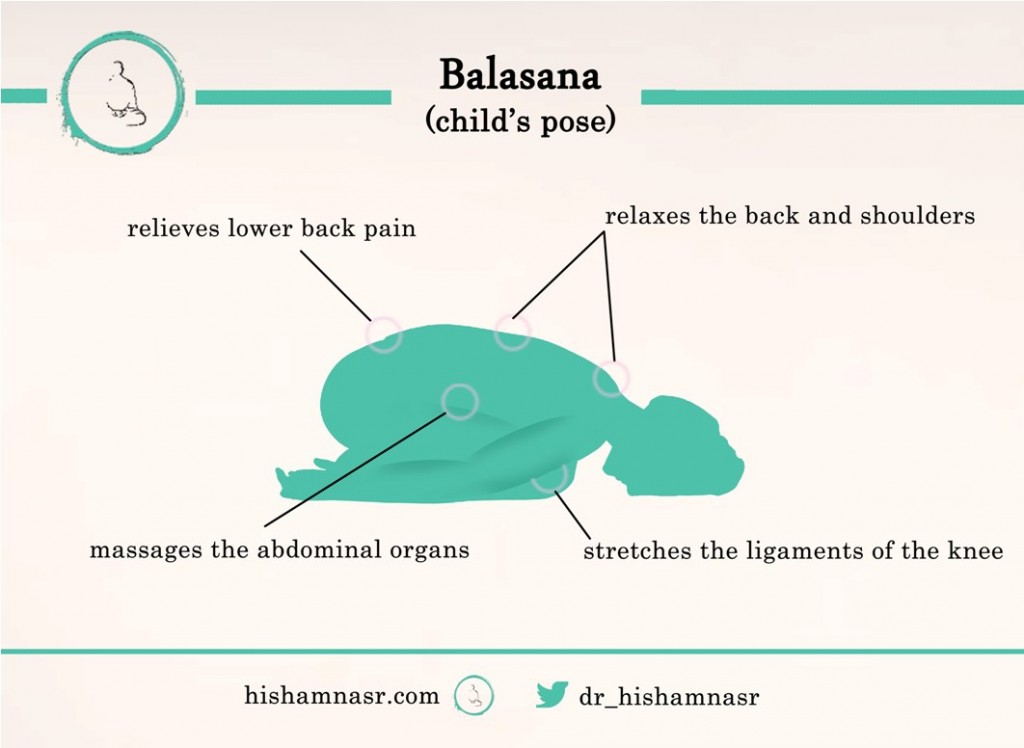 Balasana
(child's pose)
relieves lower back pain
relaxes the back and shoulders
massages the abdominal organs
stretches the ligaments of the knee
hishamnasr.com
dr_hishamnasr